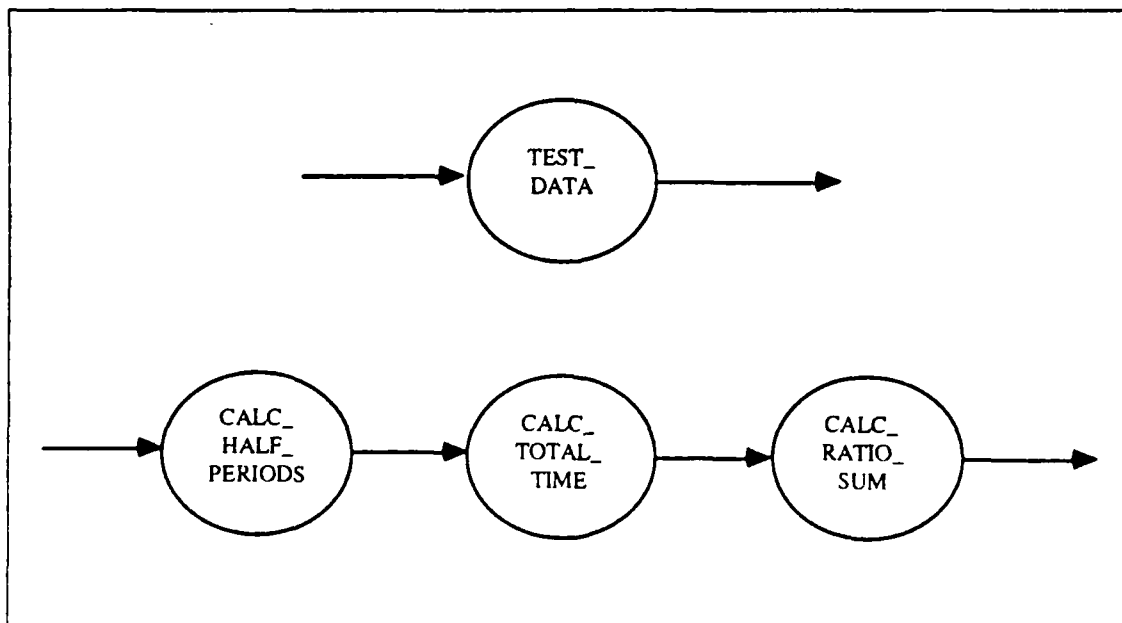 TEST_
DATA
CALC_
HALF_
PERIODS
CALC_
TOTAL_
TIME
CALC_
RATIO_
SUM